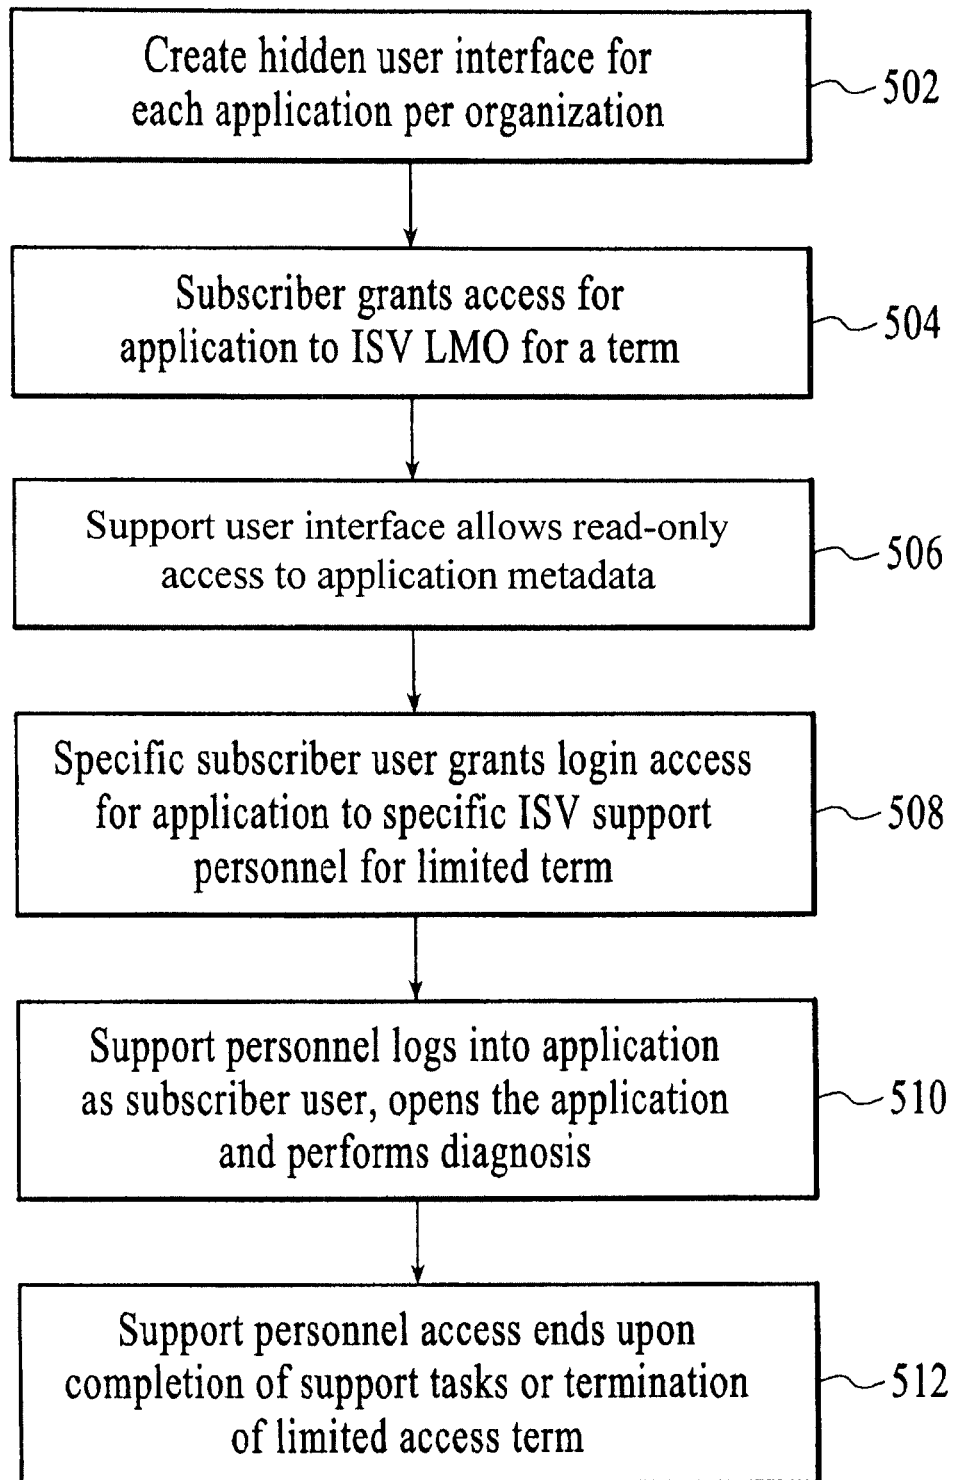 Create hidden user interface for
each application per organization
502
Subscriber grants access for
application to ISV LMO for a term
504
Support user interface allows read-only
access to application metadata
506
Specific subscriber user grants login access
for application to specific ISV support
personnel for limited term
508
Support personnel logs into application
as subscriber user, opens the application
and performs diagnosis
510
Support personnel access ends upon
completion of support tasks or termination
of limited access term
512